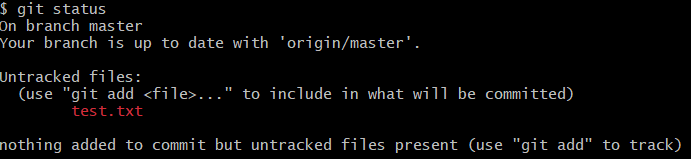 $ git status
On branch master
Your branch is up to date with 'origin/master'.
Untracked files:
(use "git add <file>..." to include in what will be committed)
test.txt
nothing added to commit but untracked files present (use "git add" to track)